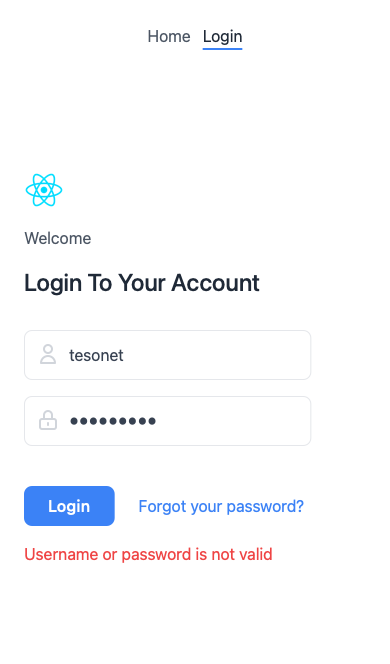 Home Login
Welcome
Login To Your Account
tesonet
●●●●●●●●●
Login Forgot your password?
Username or password is not valid